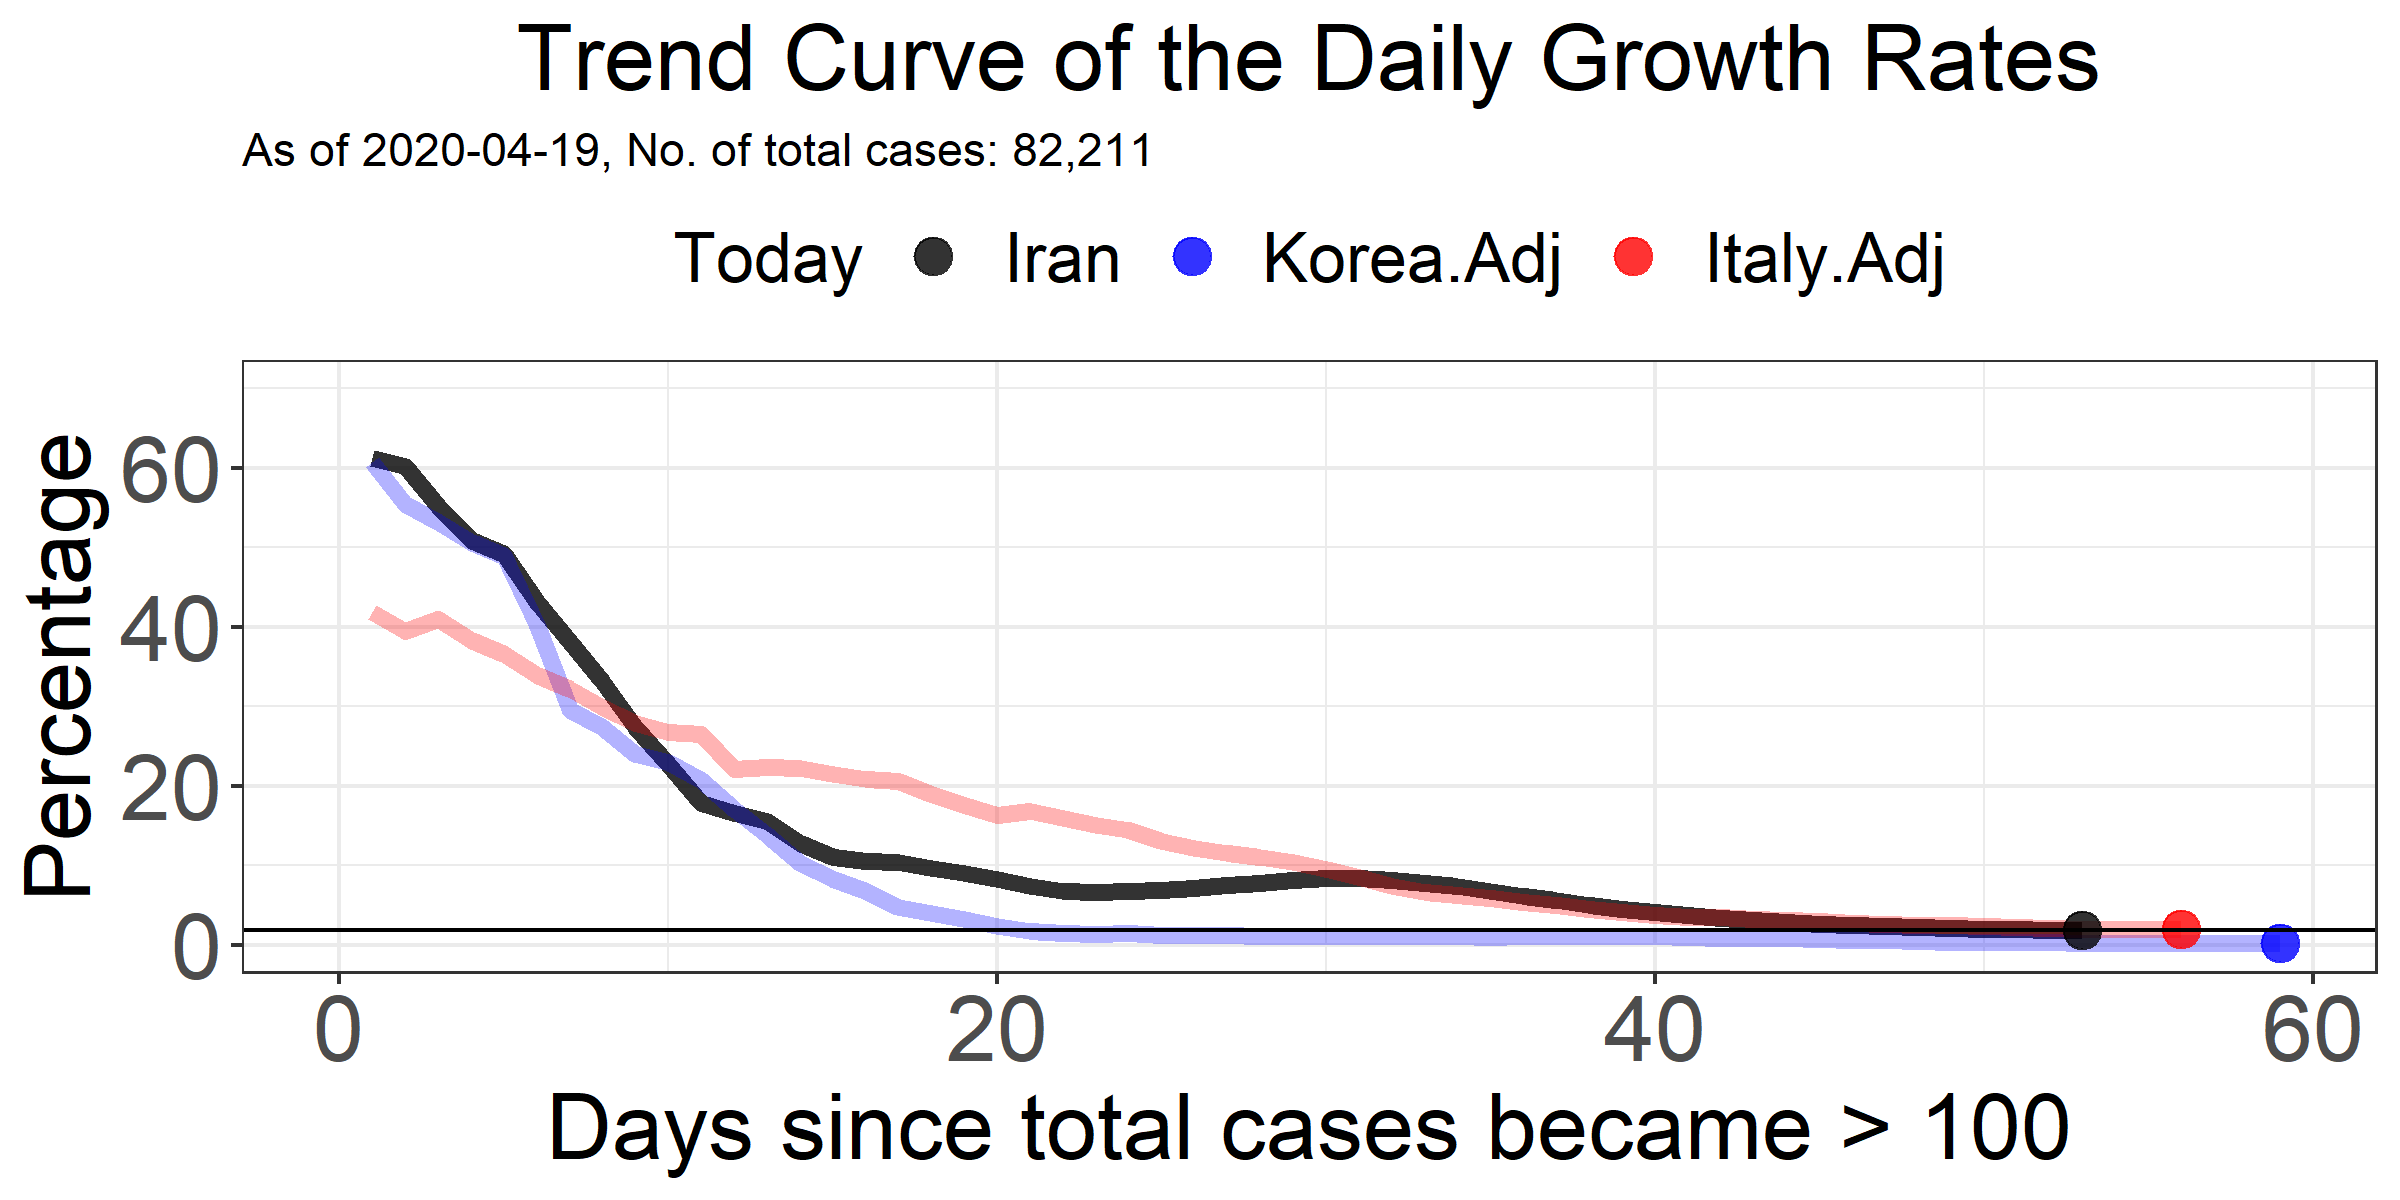 Trend Curve of the Daily Growth Rates
As of 2020-04-19, No. of total cases: 82,211
Today Iran Korea.Adj Italy.Adj
Percentage
60
40
20
0
0 20 40 60
Days since total cases became > 100